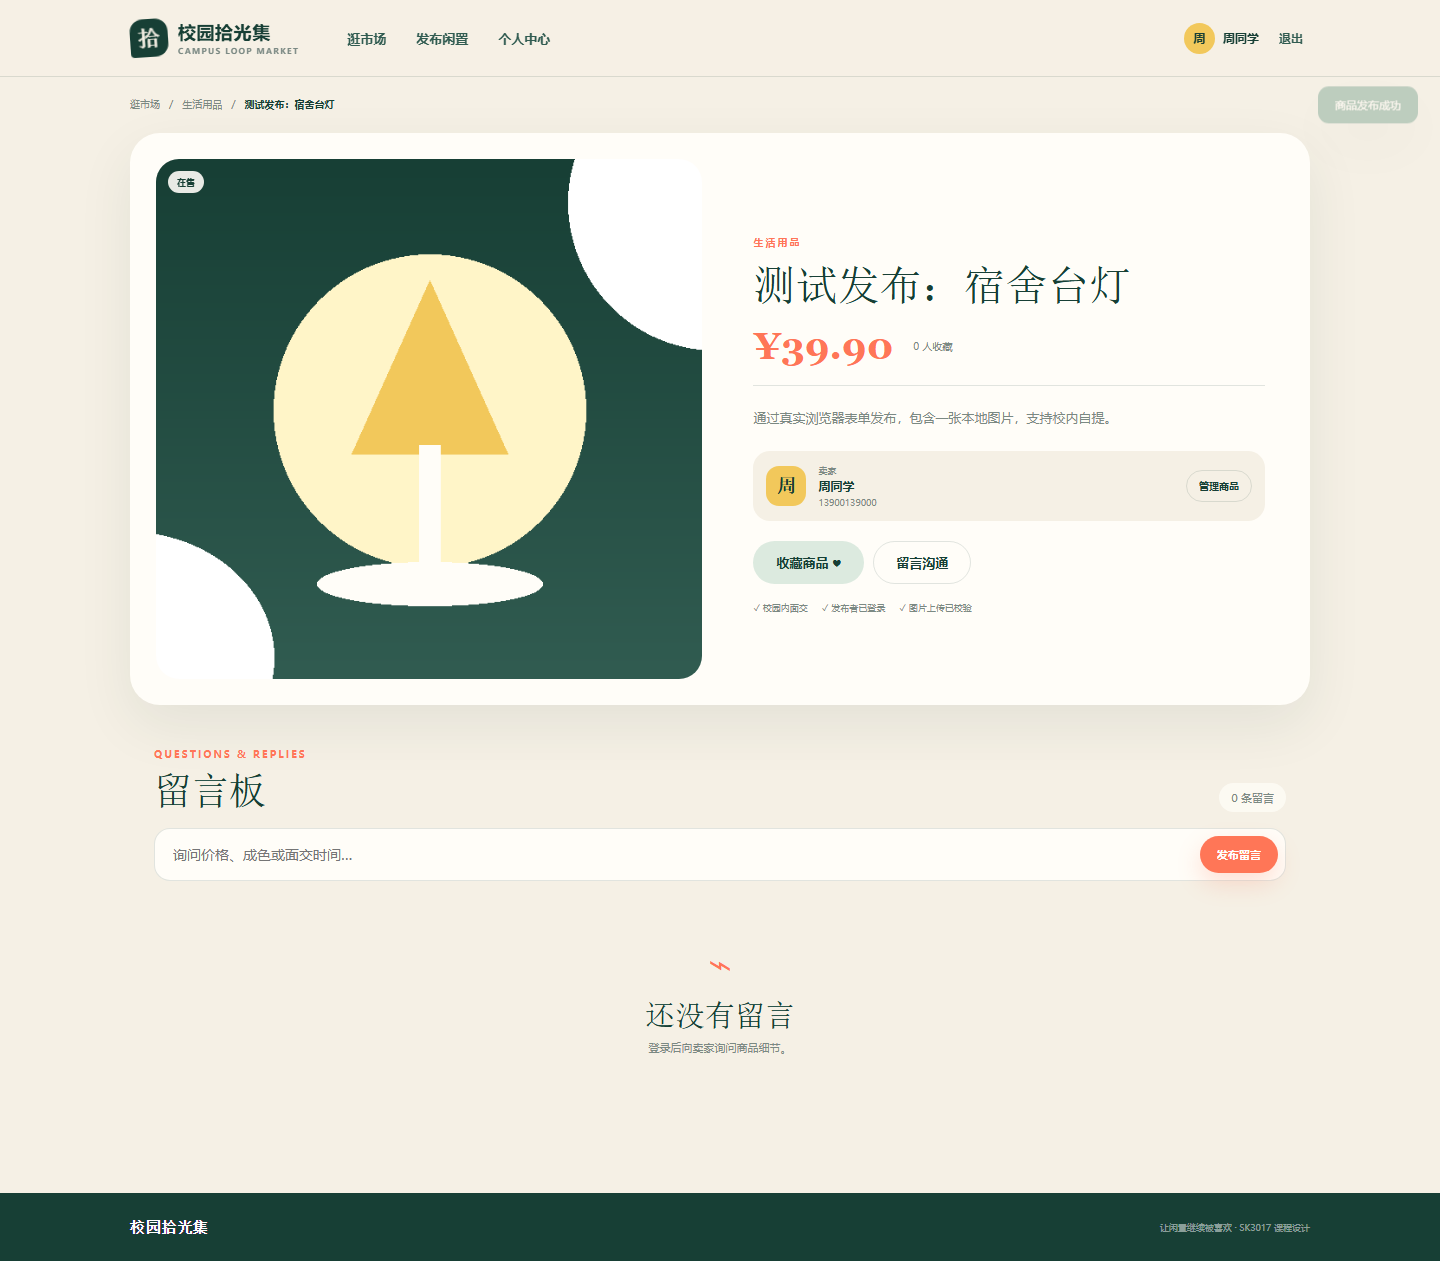 拾 校园拾光集
CAMPUS LOOP MARKET
逛市场 发布闲置 个人中心
周 周同学 退出
逛市场 / 生活用品 / 测试发布：宿舍台灯
商品发布成功
在售
生活用品
测试发布：宿舍台灯
¥39.90 0 人收藏
通过真实浏览器表单发布，包含一张本地图片，支持校内自提。
周
卖家
周同学
13900139000
管理商品
收藏商品 ♥ 留言沟通
✓ 校园内面交 ✓ 发布者已登录 ✓ 图片上传已校验
QUESTIONS & REPLIES
留言板
0 条留言
询问价格、成色或面交时间...
发布留言
还没有留言
登录后向卖家询问商品细节。
校园拾光集
让闲置继续被喜欢 · SK3017 课程设计